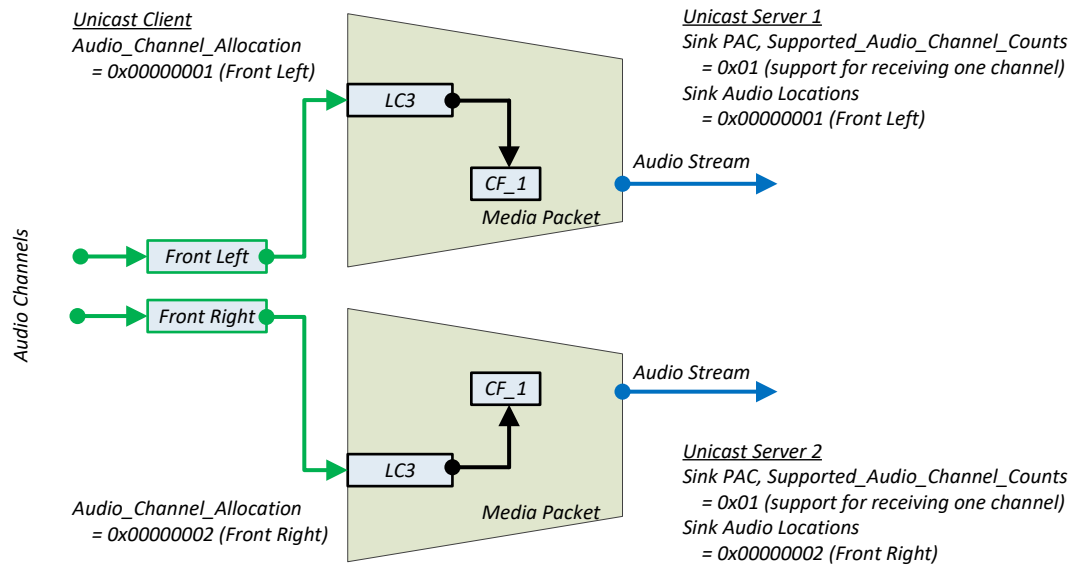 Unicast Client
Audio_Channel_Allocation
= 0x00000001 (Front Left)
Unicast Server 1
Sink PAC, Supported_Audio_Channel_Counts
= 0x01 (support for receiving one channel)
Sink Audio Locations
= 0x00000001 (Front Left)
LC3
CF_1
Media Packet
Audio Stream
Audio Channels
Front Left
Front Right
Audio Stream
CF_1
LC3
Media Packet
Audio_Channel_Allocation
= 0x00000002 (Front Right)
Unicast Server 2
Sink PAC, Supported_Audio_Channel_Counts
= 0x01 (support for receiving one channel)
Sink Audio Locations
= 0x00000002 (Front Right)